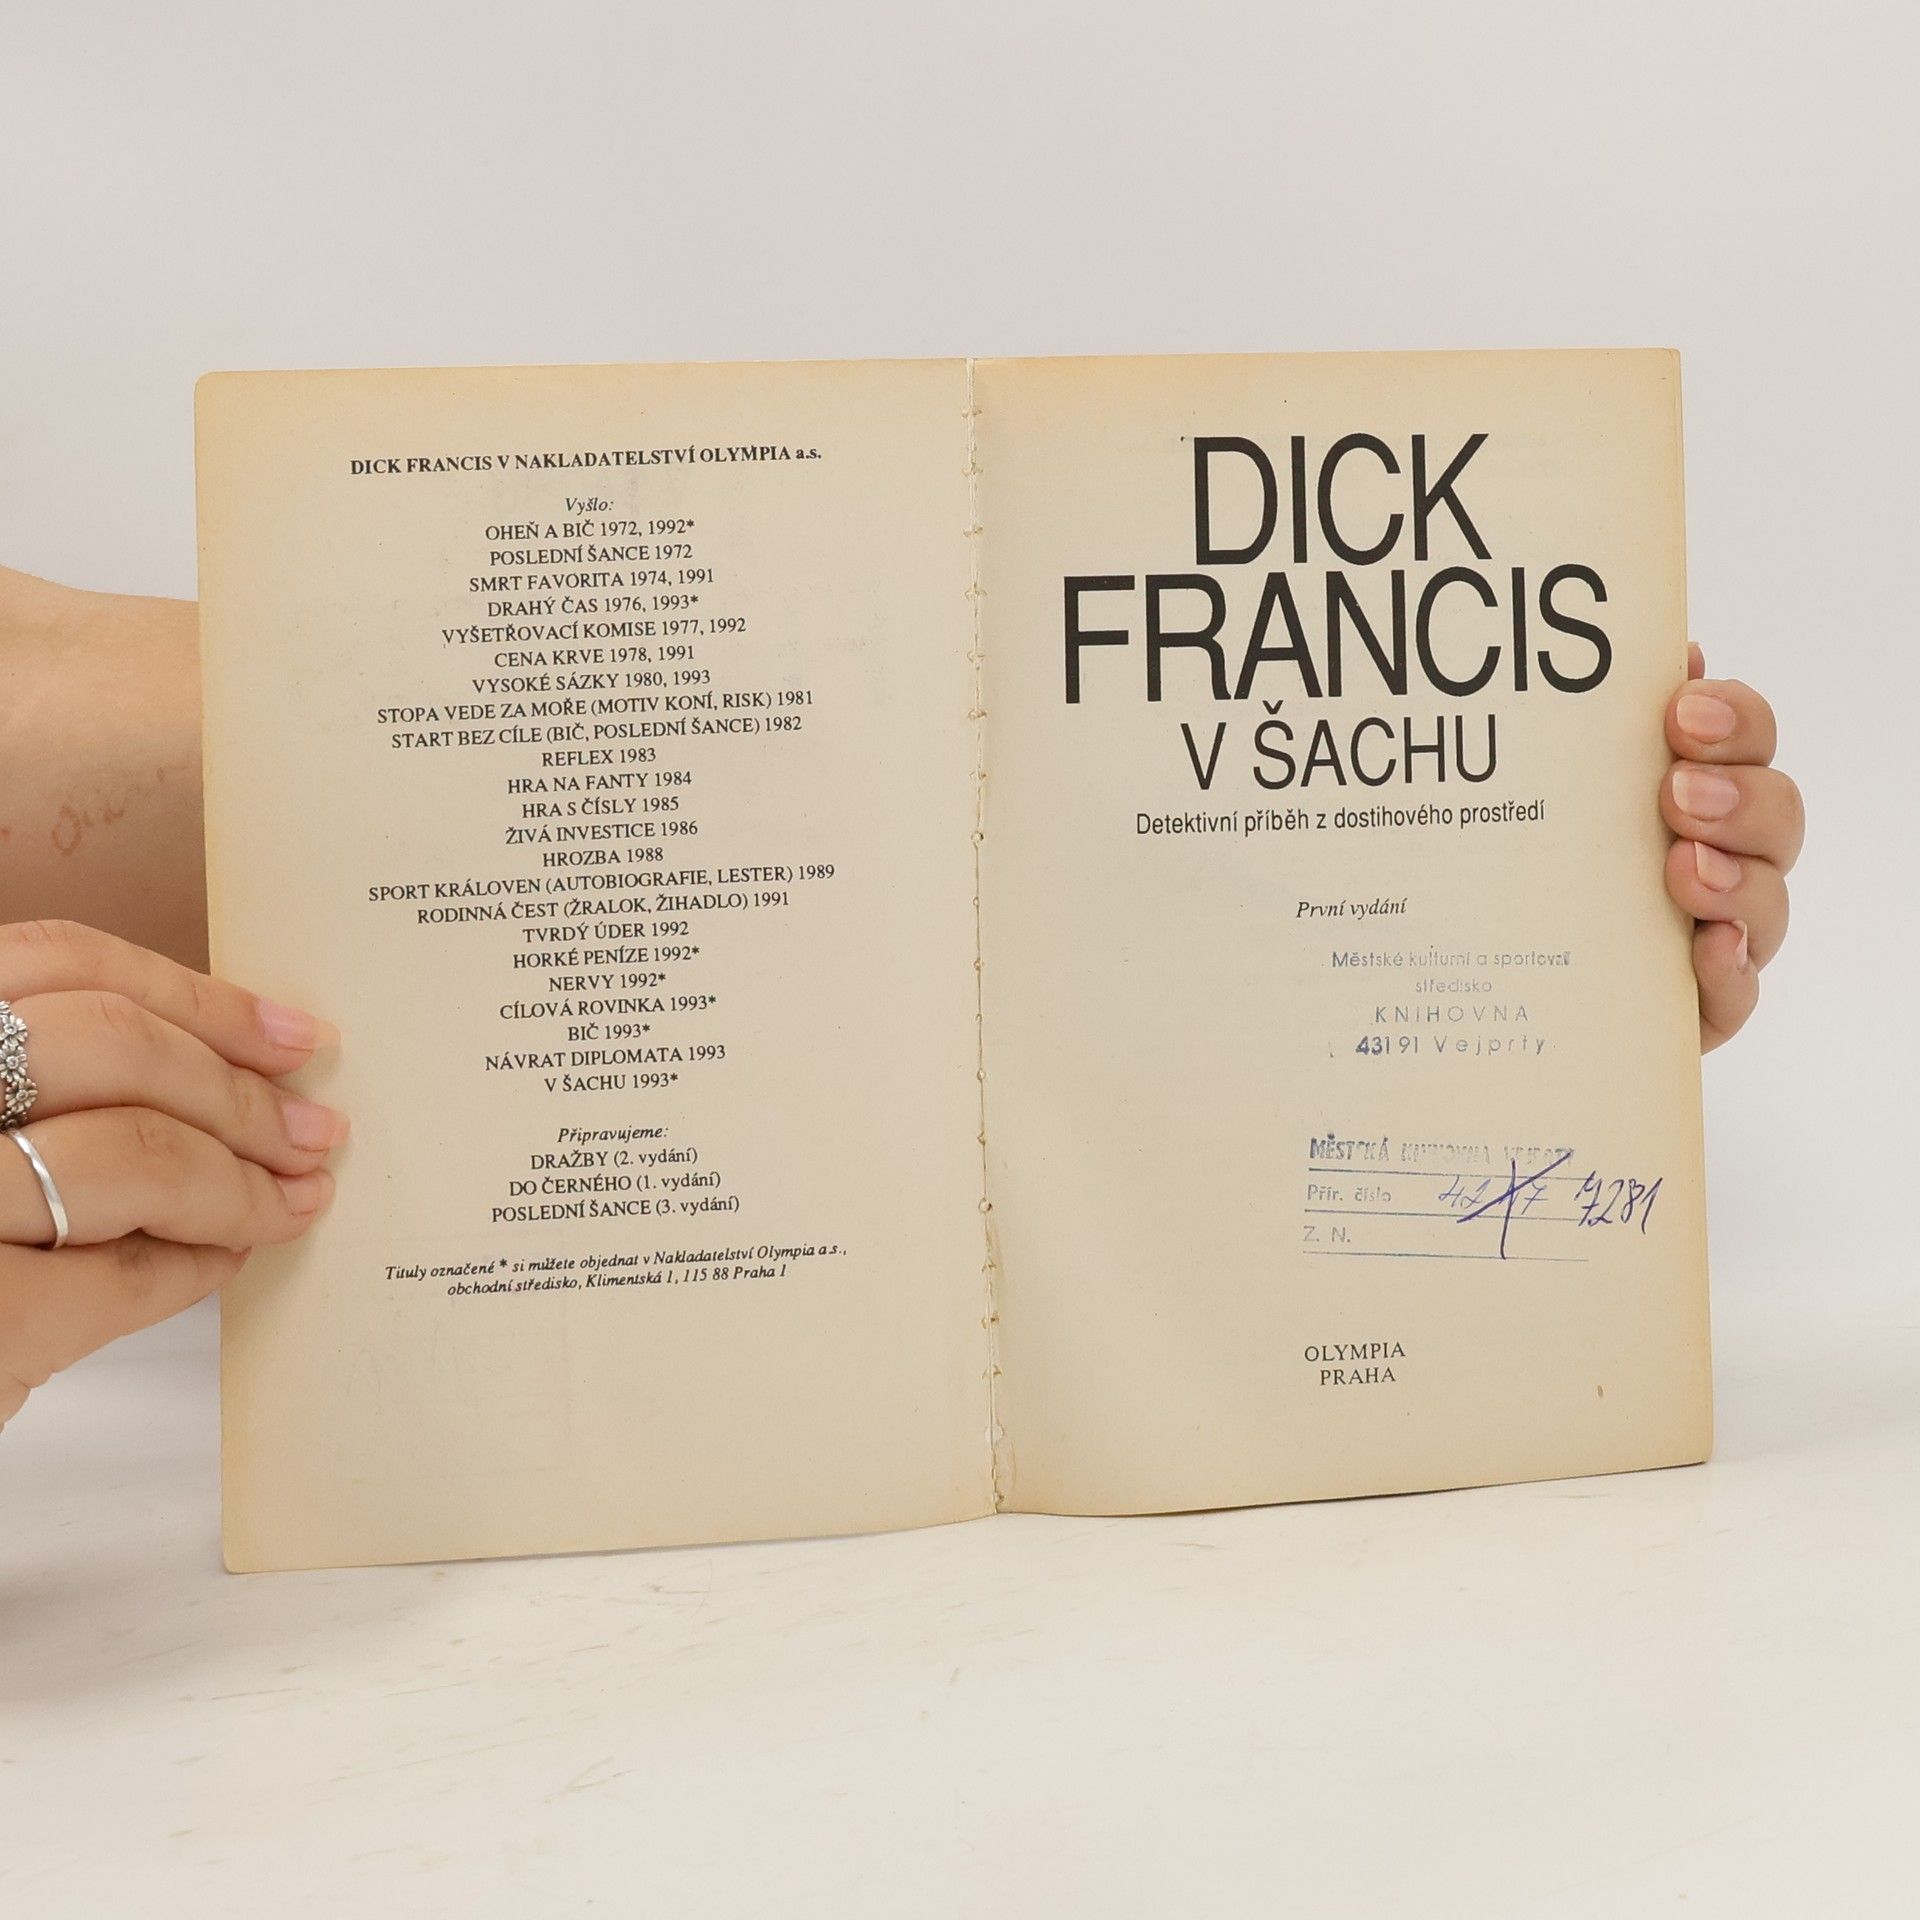 DICK FRANCIS V NAKLADATELSTVÍ OLYMPIA a.s.
Vyšlo:
OHEŇ A BIČ 1972, 1992*
POSLEDNÍ ŠANCE 1972
SMRT FAVORITA 1974, 1991
DRAHÝ ČAS 1976, 1993*
VYŠETŘOVACÍ KOMISE 1977, 1992
CENA KRVE 1978, 1991
VYSOKÉ SÁZKY 1980, 1993
STOPA VEDE ZA MOŘE (MOTIV KONÍ, RISK) 1981
START BEZ CÍLE (BIČ, POSLEDNÍ ŠANCE) 1982
REFLEX 1983
HRA NA FANTY 1984
HRA S ČÍSLY 1985
ŽIVÁ INVESTICE 1986
HROZBA 1988
SPORT KRÁLOVEN (AUTOBIOGRAFIE, LESTER) 1989
RODINNÁ ČEST (ŽRALOK, ŽIHADLO) 1991
TVRDÝ ÚDER 1992
HORKÉ PENÍZE 1992*
NERVY 1992*
CÍLOVÁ ROVINKA 1993*
BIČ 1993*
NÁVRAT DIPLOMATA 1993
V ŠACHU 1993*
Připravujeme:
DRAŽBY (2. vydání)
DO ČERNÉHO (1. vydání)
POSLEDNÍ ŠANCE (3. vydání)
Tituly označené * si můžete objednat v Nakladatelství Olympia a.s.,
obchodní středisko, Klimentská 1, 115 88 Praha 1
DICK
FRANCIS
V ŠACHU
Detektivní příběh z dostihového prostředí
První vydání
Městské kulturní a sportovní
středisko
KNIHOVNA
431 91 Vejprty
MĚSTSKÁ KNIHOVNA VEJPRTY
Přír. číslo 7281
Z. N.
OLYMPIA
PRAHA